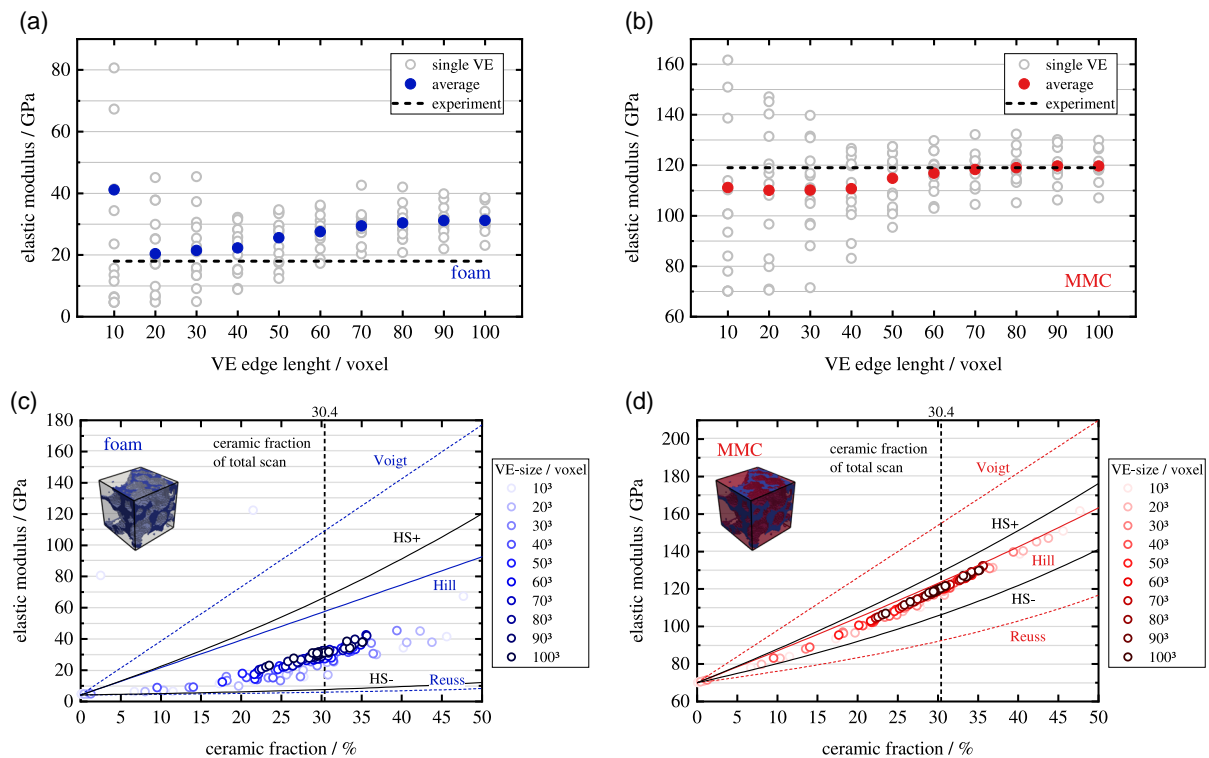 (a)
elastic modulus / GPa
80
60
40
20
0
single VE
average
experiment
foam
10 20 30 40 50 60 70 80 90 100
VE edge lenght / voxel
(b)
elastic modulus / GPa
160
140
120
100
80
60
single VE
average
experiment
MMC
10 20 30 40 50 60 70 80 90 100
VE edge lenght / voxel
(c)
30.4
elastic modulus / GPa
180
160
140
120
100
80
60
40
20
0
foam
ceramic fraction
of total scan
Voigt
HS+
Hill
HS-
Reuss
0 5 10 15 20 25 30 35 40 45 50
ceramic fraction / %
VE-size / voxel
10³
20³
30³
40³
50³
60³
70³
80³
90³
100³
(d)
30.4
elastic modulus / GPa
200
180
160
140
120
100
80
60
MMC
ceramic fraction
of total scan
Voigt
HS+
Hill
HS-
Reuss
0 5 10 15 20 25 30 35 40 45 50
ceramic fraction / %
VE-size / voxel
10³
20³
30³
40³
50³
60³
70³
80³
90³
100³